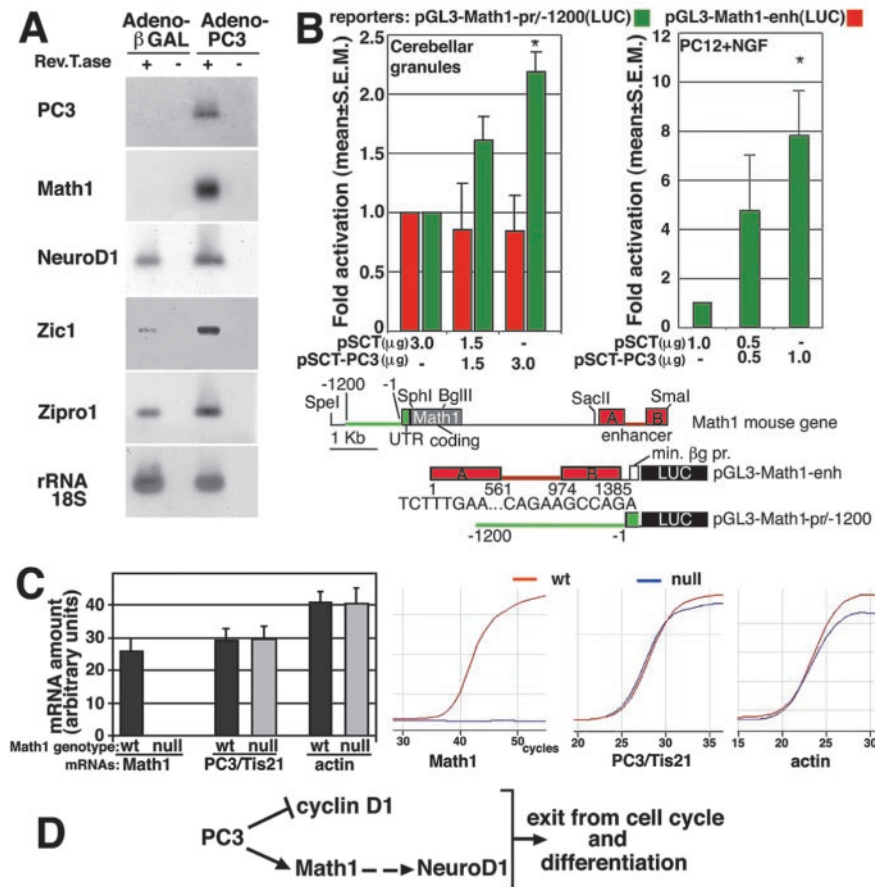 A
Adeno- Adeno-
βGAL PC3
Rev.T.ase + - + -
PC3
Math1
NeuroD1
Zic1
Zipro1
rRNA
18S
B
reporters: pGL3-Math1-pr/-1200(LUC) pGL3-Math1-enh(LUC)
Fold activation (mean±S.E.M.)
2.5
2.0
1.5
1.0
0.5
0
Cerebellar
granules
*
pSCT(μg) 3.0 1.5 -
pSCT-PC3(μg) - 1.5 3.0
Fold activation (mean±S.E.M.)
12
10
8
6
4
2
0
PC12+NGF
*
pSCT(μg) 1.0 0.5 -
pSCT-PC3(μg) - 0.5 1.0
-1200 -1 SphI BglII
SpeI SacII SmaI
Math1 A B Math1 mouse gene
1 Kb UTR coding enhancer
min. βg pr.
A B LUC pGL3-Math1-enh
1 561 974 1385
TCTTTGAA...CAGAAGCCAGA
LUC pGL3-Math1-pr/-1200
-1200 -1
C
mRNA amount
(arbitrary units)
40
30
20
10
0
Math1 genotype: wt null wt null wt null
mRNAs: Math1 PC3/Tis21 actin
wt null
30 40 50 cycles
Math1
20 25 30 35
PC3/Tis21
15 20 25 30
actin
D
PC3
cyclin D1
Math1 NeuroD1
exit from cell cycle
and
differentiation